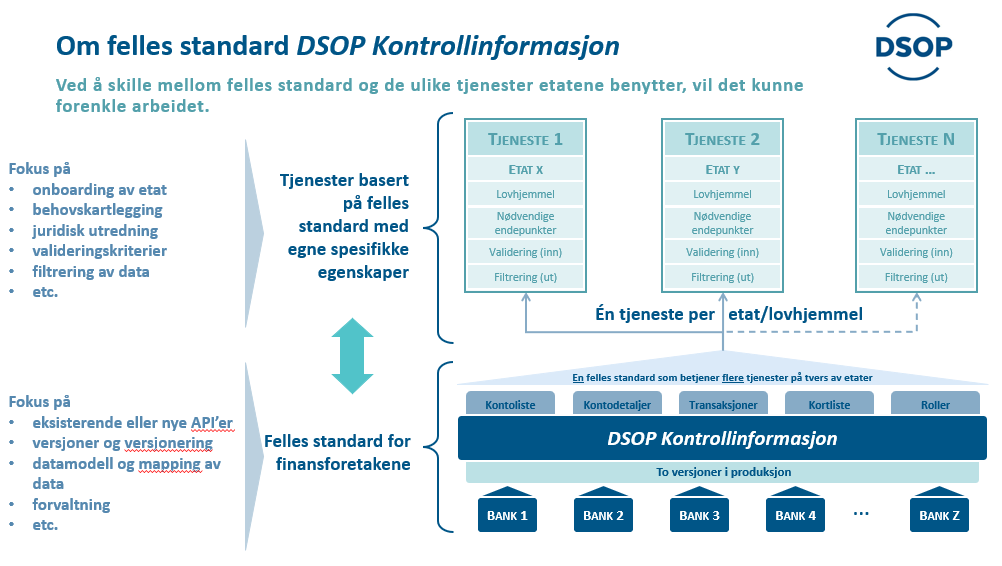 Om felles standard DSOP Kontrollinformasjon
DSOP
Ved å skille mellom felles standard og de ulike tjenester etatene benytter, vil det kunne
forenkle arbeidet.
Fokus på
• onboarding av etat
• behovskartlegging
• juridisk utredning
• valideringskriterier
• filtrering av data
• etc.
Tjenester basert
på felles
standard med
egne spesifikke
egenskaper
TJENESTE 1
ETAT X
Lovhjemmel
Nødvendige
endepunkter
Validering (inn)
Filtrering (ut)
TJENESTE 2
ETAT Y
Lovhjemmel
Nødvendige
endepunkter
Validering (inn)
Filtrering (ut)
TJENESTE N
ETAT ...
Lovhjemmel
Nødvendige
endepunkter
Validering (inn)
Filtrering (ut)
Én tjeneste per etat/lovhjemmel
Fokus på
• eksisterende eller nye API’er
• versjoner og versjonering
• datamodell og mapping av
data
• forvaltning
• etc.
Felles standard for
finansforetakene
En felles standard som betjener flere tjenester på tvers av etater
Kontoliste
Kontodetaljer
Transaksjoner
Kortliste
Roller
DSOP Kontrollinformasjon
To versjoner i produksjon
BANK 1
BANK 2
BANK 3
BANK 4
...
BANK Z